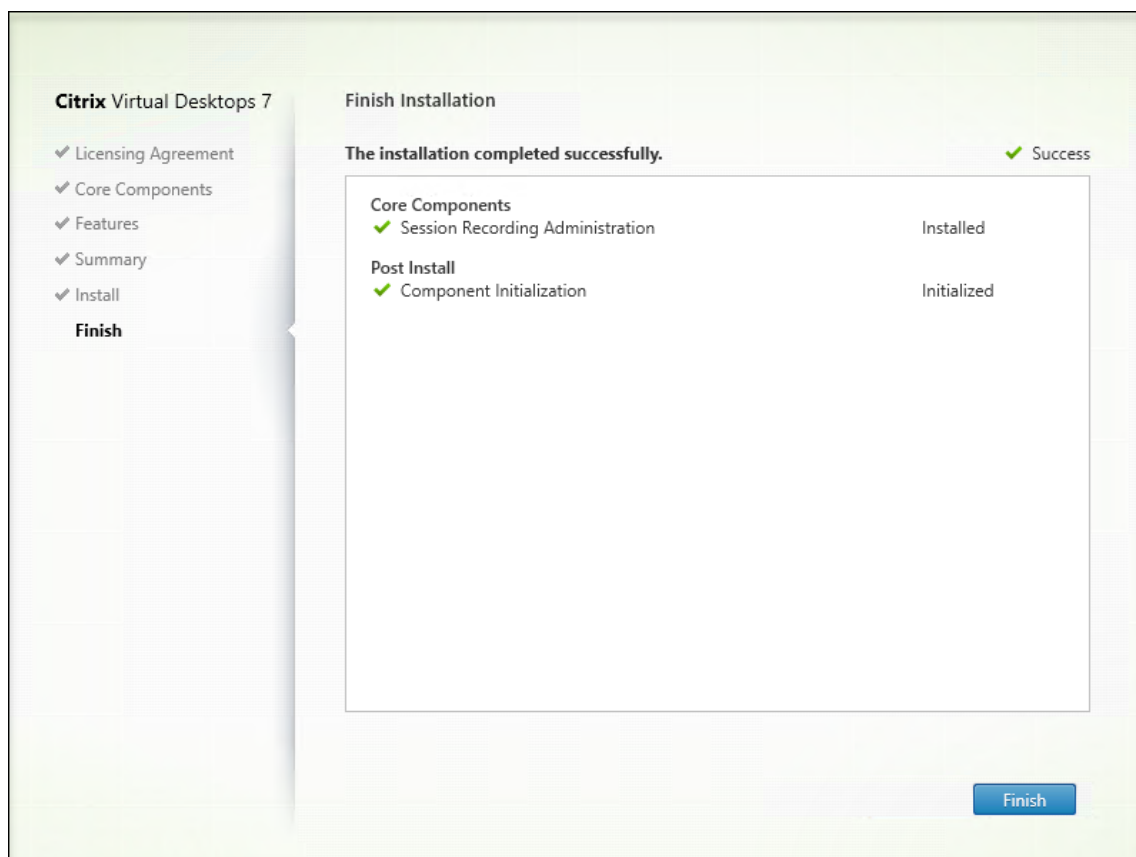 Citrix Virtual Desktops 7
Licensing Agreement
Core Components
Features
Summary
Install
Finish
Finish Installation
The installation completed successfully. Success
Core Components
Session Recording Administration Installed
Post Install
Component Initialization Initialized
Finish